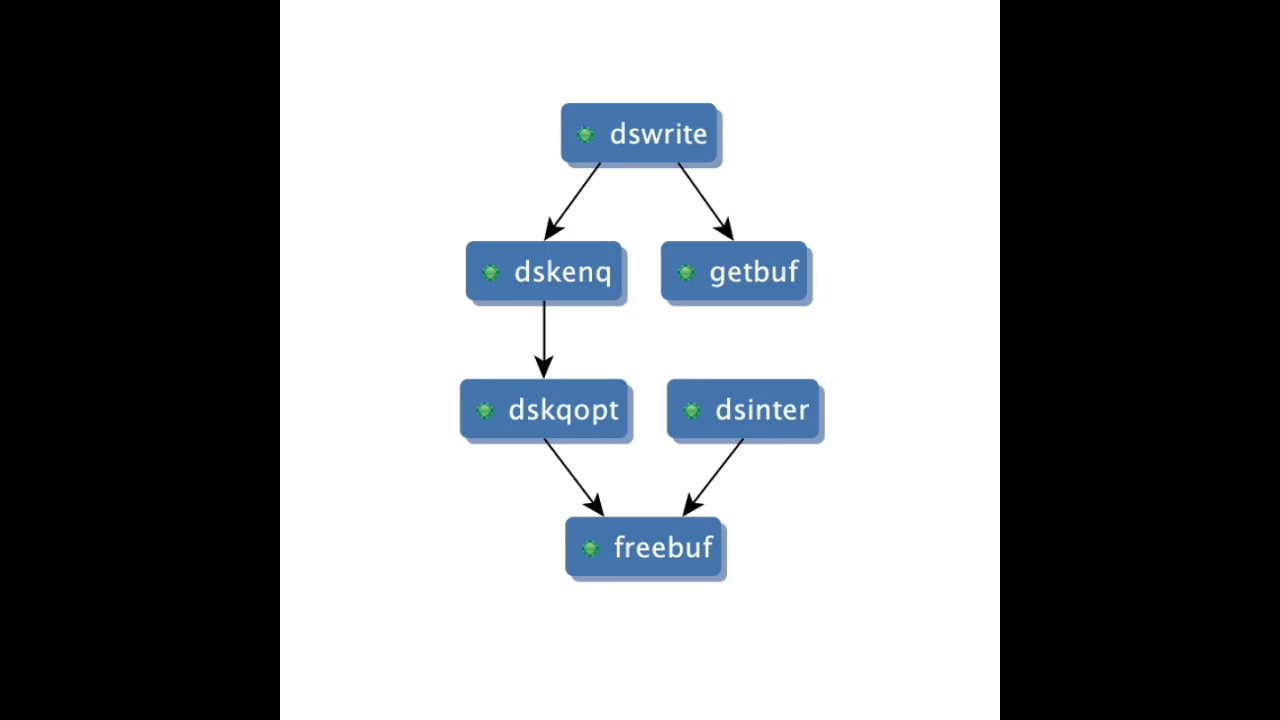 dswrite
dskenq
getbuf
dskqopt
dsinter
freebuf